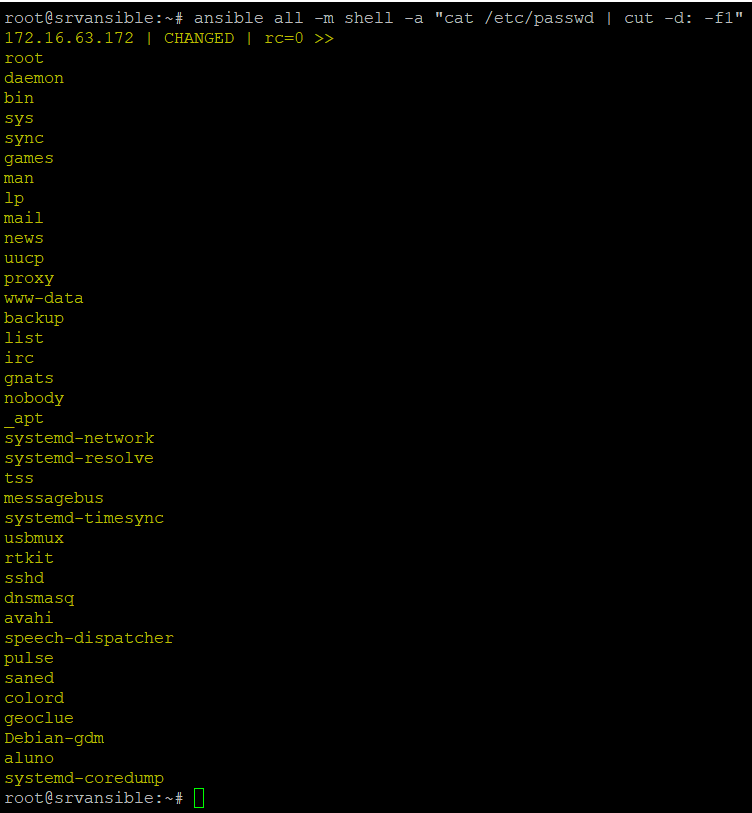 root@srvansible:~# ansible all -m shell -a "cat /etc/passwd | cut -d: -f1"
172.16.63.172 | CHANGED | rc=0 >>
root
daemon
bin
sys
sync
games
man
lp
mail
news
uucp
proxy
www-data
backup
list
irc
gnats
nobody
_apt
systemd-network
systemd-resolve
tss
messagebus
systemd-timesync
usbmux
rtkit
sshd
dnsmasq
avahi
speech-dispatcher
pulse
saned
colord
geoclue
Debian-gdm
aluno
systemd-coredump
root@srvansible:~#